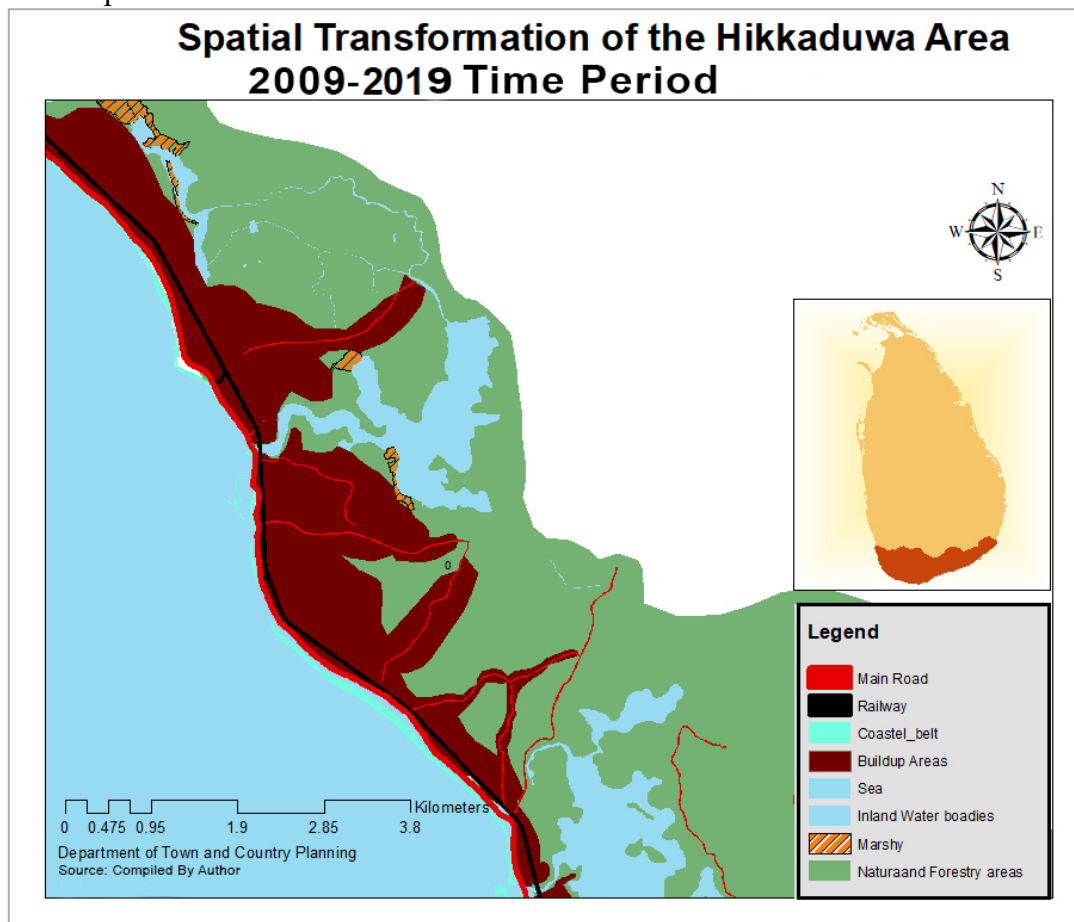 Spatial Transformation of the Hikkaduwa Area
2009-2019 Time Period
N
W E
S
0
Legend
Main Road
Railway
Coastel_belt
Buildup Areas
Sea
Inland Water boadies
Marshy
Naturaand Forestry areas
Kilometers
0 0.475 0.95 1.9 2.85 3.8
Department of Town and Country Planning
Source: Compiled By Author